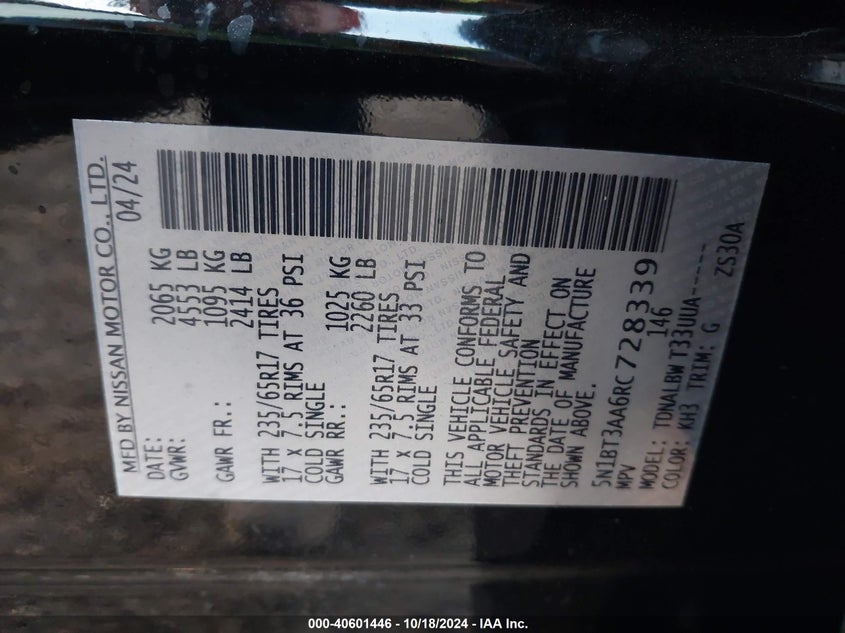 MFD BY NISSAN MOTOR CO., LTD.
DATE: 04/24
GVWR: 2065 KG
4553 LB
GAWR FR.: 1095 KG
2414 LB
WITH 235/65R17 TIRES
17 X 7.5 RIMS AT 36 PSI
COLD SINGLE
GAWR RR.: 1025 KG
2260 LB
WITH 235/65R17 TIRES
17 X 7.5 RIMS AT 33 PSI
COLD SINGLE
THIS VEHICLE CONFORMS TO
ALL APPLICABLE FEDERAL
MOTOR VEHICLE SAFETY AND
THEFT PREVENTION
STANDARDS IN EFFECT ON
THE DATE OF MANUFACTURE
SHOWN ABOVE.
5N1BT3AA6RC728339
MPV 146
MODEL: TDNALBW T33UUA------
COLOR: KH3 TRIM: G ZS30A
000-40601446 - 10/18/2024 - IAA Inc.